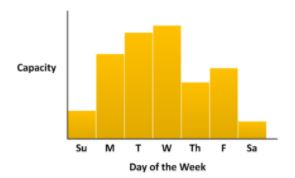 Capacity
Su M T W Th F Sa
Day of the Week